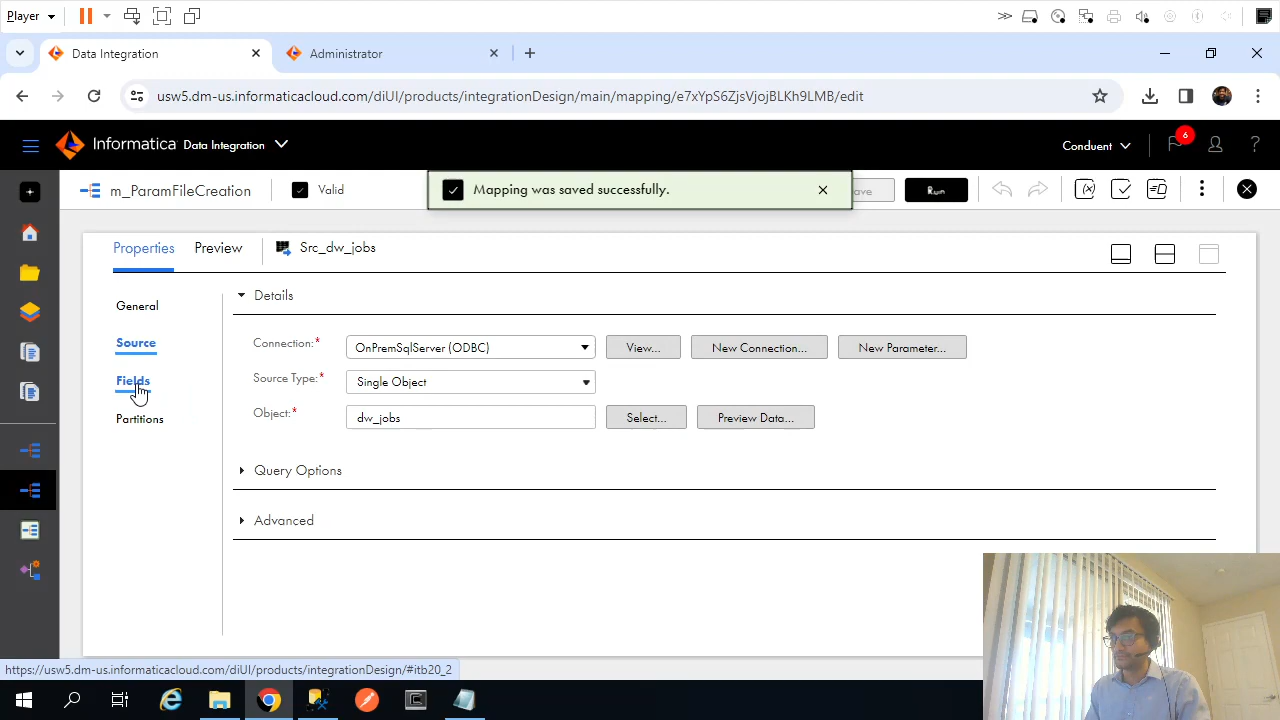 Player
Data Integration
Administrator
usw5.dm-us.informaticacloud.com/diUI/products/integrationDesign/main/mapping/e7xYpS6ZjsVjojBLKh9LMB/edit
Informatica Data Integration
Conduent
6
m_ParamFileCreation
Valid
Mapping was saved successfully.
Run
Properties
Preview
Src_dw_jobs
General
Source
Fields
Partitions
Details
Connection:*
OnPremSqlServer (ODBC)
View...
New Connection...
New Parameter...
Source Type:*
Single Object
Object:*
dw_jobs
Select...
Preview Data...
Query Options
Advanced
https://usw5.dm-us.informaticacloud.com/diUI/products/integrationDesign/#itb20_2